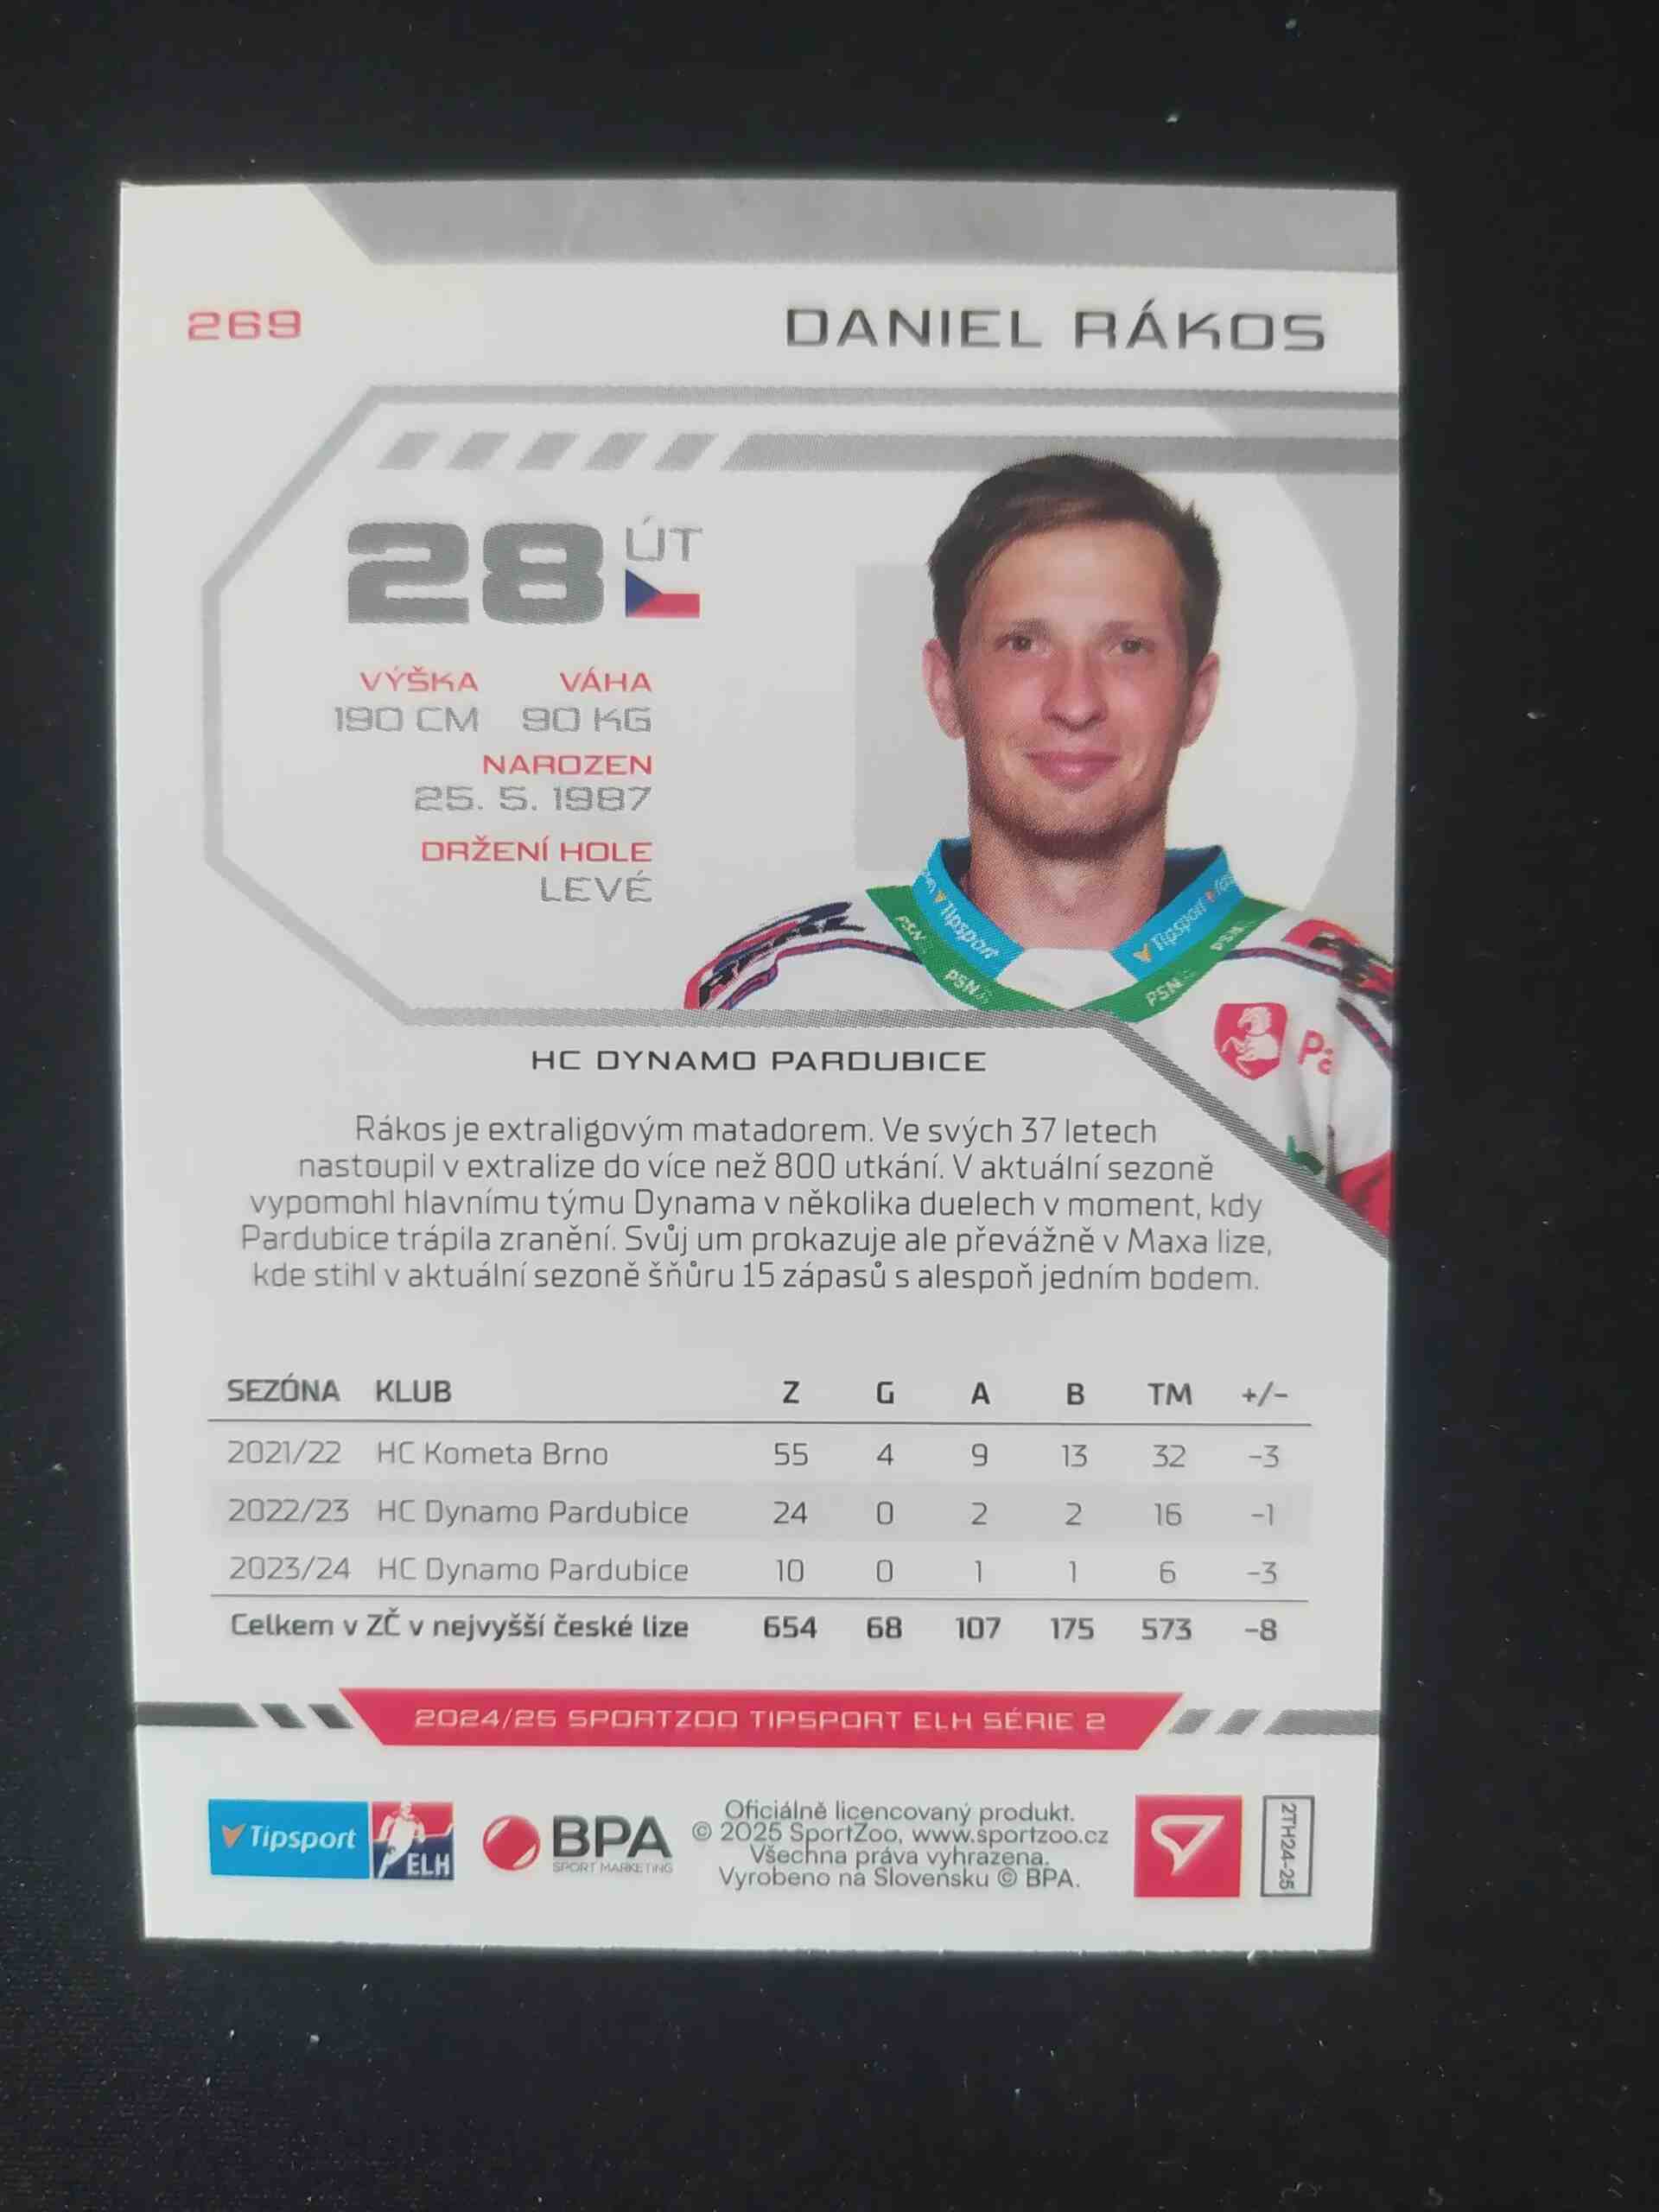 269
DANIEL RÁKOS
28
ÚT
VÝŠKA VÁHA
190 CM 90 KG
NAROZEN
25. 5. 1987
DRŽENÍ HOLE
LEVÉ
Tipsport
Tipsport
PSN
PSN
PSN
PSN
HC DYNAMO PARDUBICE
Rákos je extraligovým matadorem. Ve svých 37 letech
nastoupil v extralize do více než 800 utkání. V aktuální sezoně
vypomohl hlavnímu týmu Dynama v několika duelech v moment, kdy
Pardubice trápila zranění. Svůj um prokazuje ale převážně v Maxa lize,
kde stihl v aktuální sezoně šňůru 15 zápasů s alespoň jedním bodem.
SEZÓNA KLUB Z G A B TM +/-
2021/22 HC Kometa Brno 55 4 9 13 32 -3
2022/23 HC Dynamo Pardubice 24 0 2 2 16 -1
2023/24 HC Dynamo Pardubice 10 0 1 1 6 -3
Celkem v ZČ v nejvyšší české lize 654 68 107 175 573 -8
2024/25 SPORTZOO TIPSPORT ELH SÉRIE 2
Tipsport
ELH
BPA
SPORT MARKETING
Oficiálně licencovaný produkt.
© 2025 SportZoo, www.sportzoo.cz
Všechna práva vyhrazena.
Vyrobeno na Slovensku © BPA.
2TH24-25